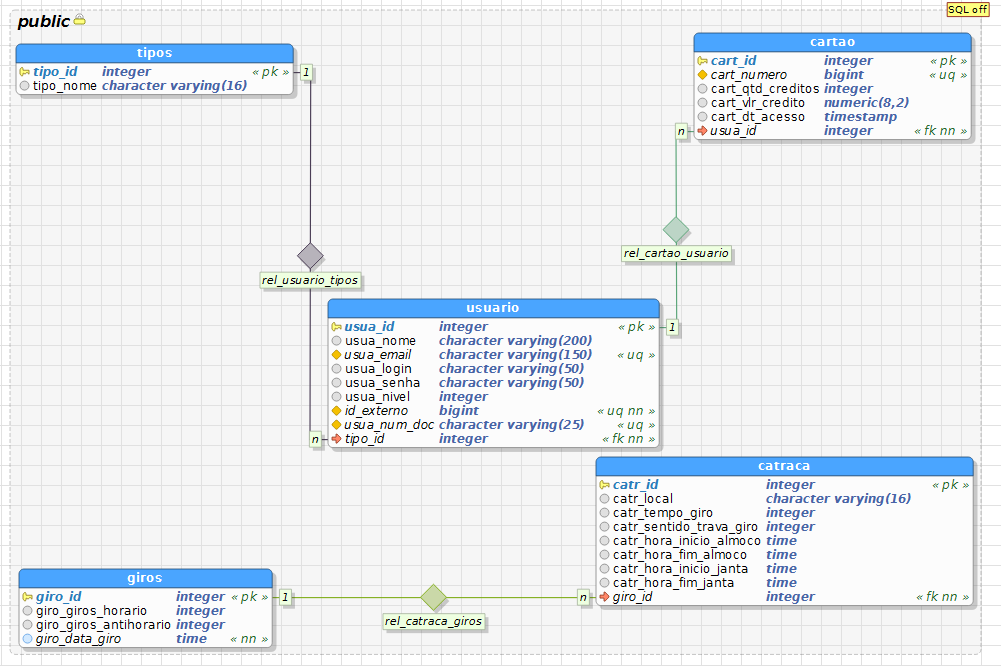 SQL off
public
tipos
tipo_id integer « pk »
tipo_nome character varying(16)
1
cartao
cart_id integer « pk »
cart_numero bigint « uq »
cart_qtd_creditos integer
cart_vlr_credito numeric(8,2)
cart_dt_acesso timestamp
n
usua_id integer « fk nn »
rel_cartao_usuario
rel_usuario_tipos
usuario
usua_id integer « pk »
1
usua_nome character varying(200)
usua_email character varying(150) « uq »
usua_login character varying(50)
usua_senha character varying(50)
usua_nivel integer
id_externo bigint « uq nn »
usua_num_doc character varying(25) « uq »
n
tipo_id integer « fk nn »
catraca
catr_id integer « pk »
catr_local character varying(16)
catr_tempo_giro integer
catr_sentido_trava_giro integer
catr_hora_inicio_almoco time
catr_hora_fim_almoco time
catr_hora_inicio_janta time
catr_hora_fim_janta time
n
giro_id integer « fk nn »
giros
giro_id integer « pk »
1
giro_giros_horario integer
giro_giros_antihorario integer
giro_data_giro time « nn »
rel_catraca_giros